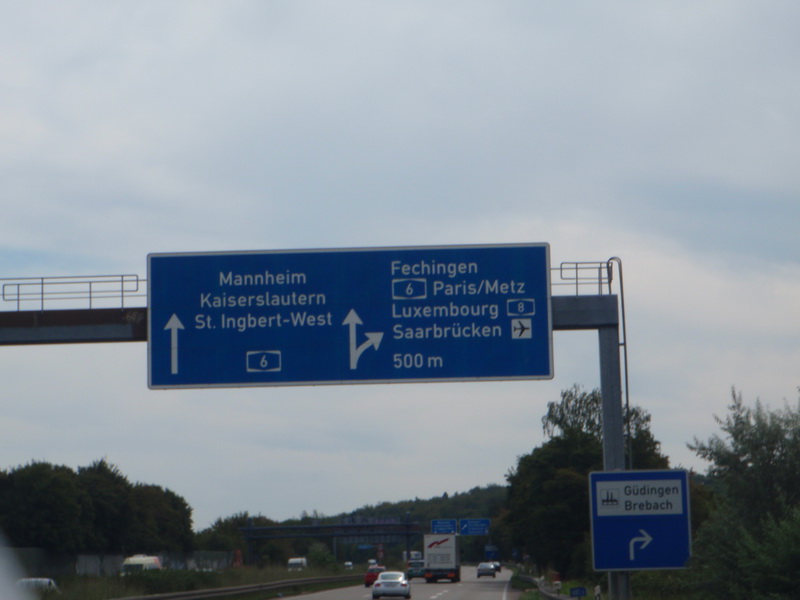 Mannheim
Kaiserslautern
St. Ingbert-West
6
Fechingen
6 Paris/Metz
Luxembourg 8
Saarbrücken
500 m
Güdingen
Brebach